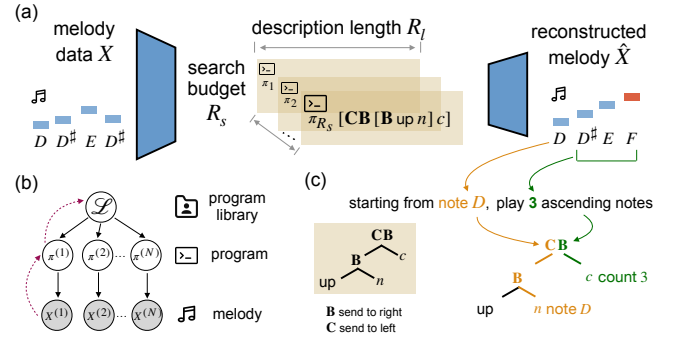 (a)
melody
data X
D D♯ E D♯
search
budget
R_s
description length R_l
π_1
π_2
π_{R_s} [CB [B up n] c]
...
reconstructed
melody X̂
D D♯ E F
(b)
ℒ
program
library
π^(1) π^(2) ... π^(N)
program
X^(1) X^(2) ... X^(N)
melody
(c)
starting from note D, play 3 ascending notes
CB
B c
up n
B send to right
C send to left
CB
c count 3
B
up n note D